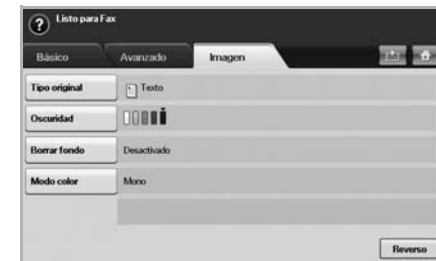 Listo para Fax
Básico Avanzado Imagen
Tipo original Texto
Oscuridad
Borrar fondo Desactivado
Modo color Mono
Reverso